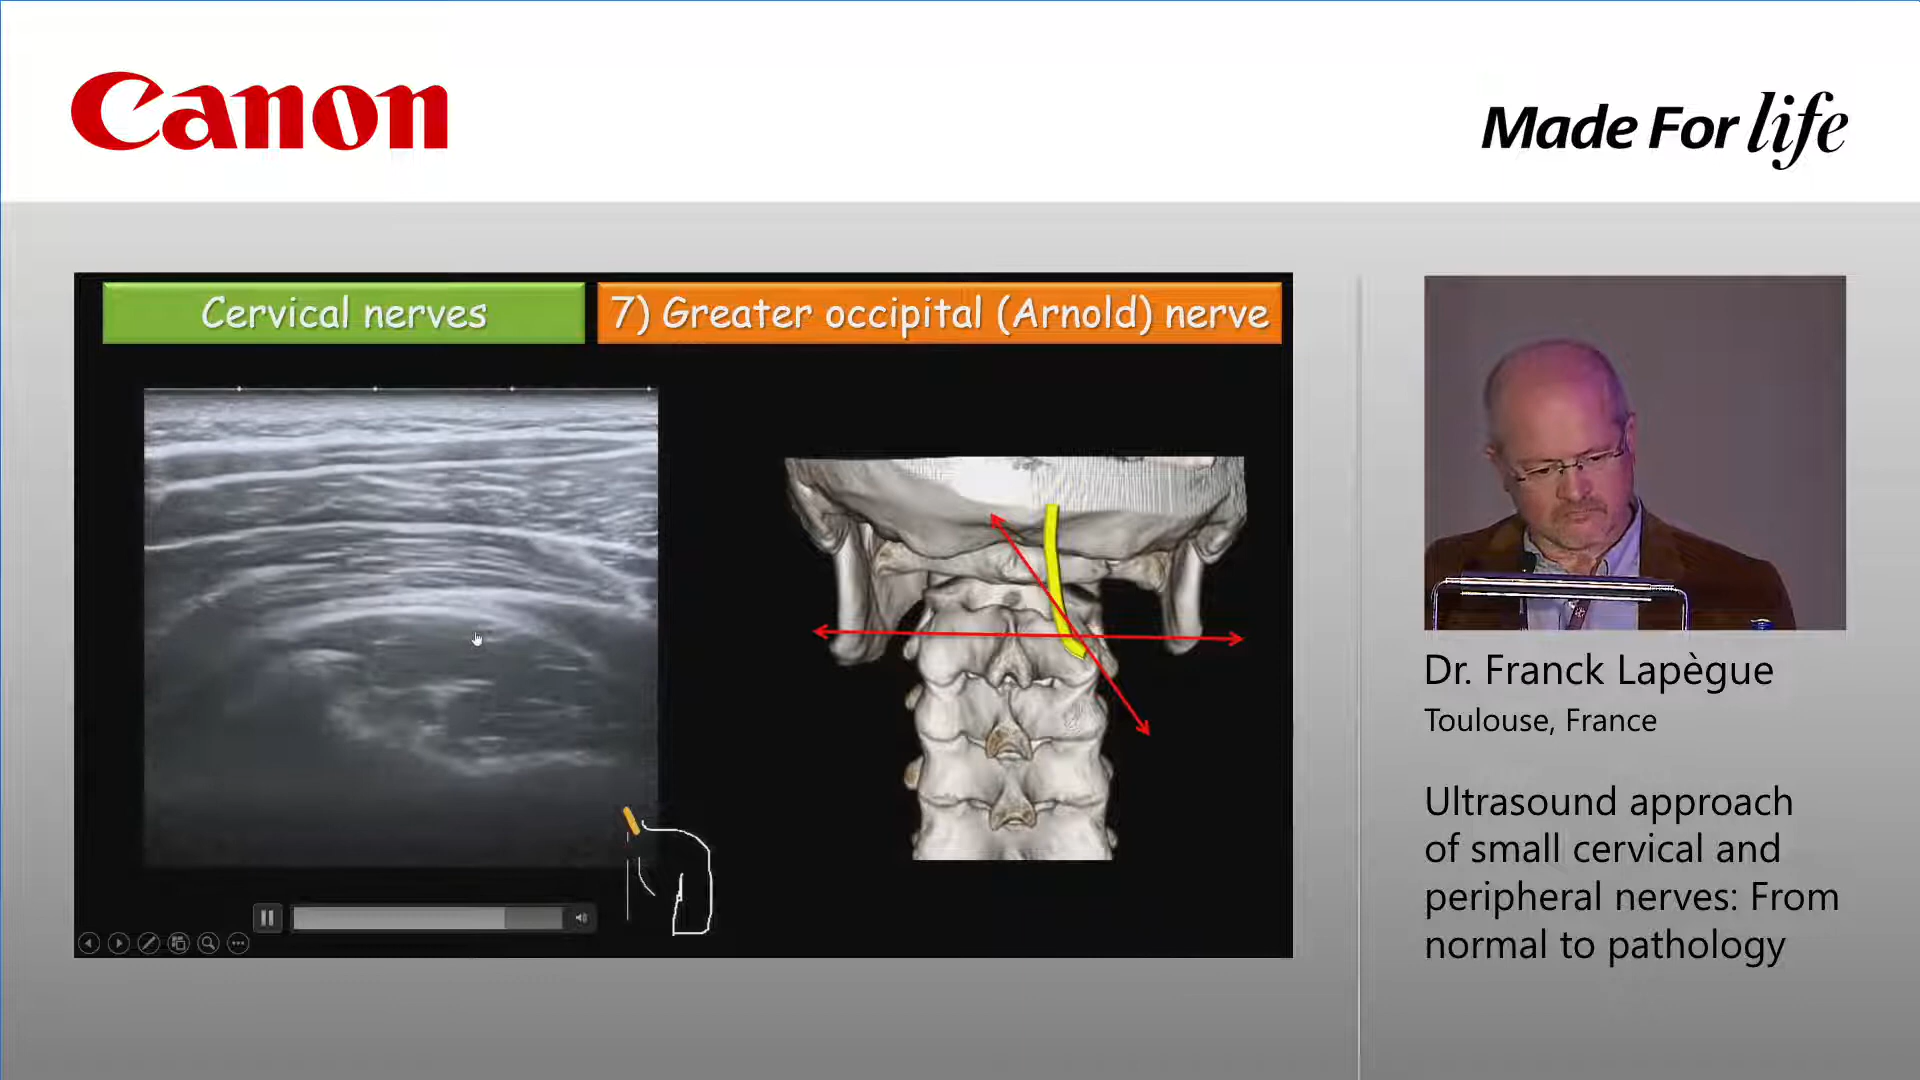 Canon
Made For life
Cervical nerves
7) Greater occipital (Arnold) nerve
Dr. Franck Lapègue
Toulouse, France
Ultrasound approach
of small cervical and
peripheral nerves: From
normal to pathology